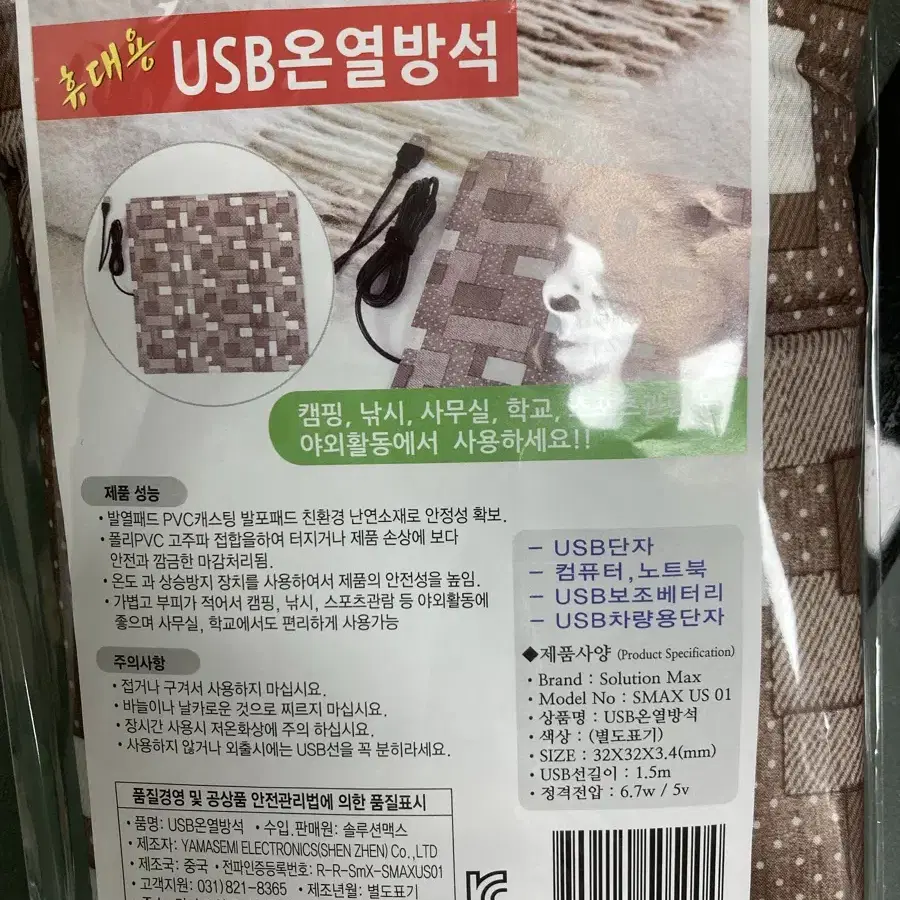 휴대용 USB온열방석
캠핑, 낚시, 사무실, 학교,
야외활동에서 사용하세요!!
제품 성능
· 발열패드 PVC캐스팅 발포패드 친환경 난연소재로 안정성 확보.
· 폴리PVC 고주파 접합을하여 터지거나 제품 손상에 보다
안전과 깜끔한 마감처리됨.
· 온도 과 상승방지 장치를 사용하여서 제품의 안전성을 높임.
· 가볍고 부피가 적어서 캠핑, 낚시, 스포츠관람 등 야외활동에
좋으며 사무실, 학교에서도 편리하게 사용가능
주의사항
· 접거나 구겨서 사용하지 마십시요.
· 바늘이나 날카로운 것으로 찌르지 마십시요.
· 장시간 사용시 저온화상에 주의 하십시요.
· 사용하지 않거나 외출시에는 USB선을 꼭 분히라세요.
– USB단자
– 컴퓨터,노트북
– USB보조베터리
– USB차량용단자
◆제품사양 (Product Specification)
· Brand : Solution Max
· Model No : SMAX US 01
· 상품명 : USB온열방석
· 색상 : (별도표기)
· SIZE : 32X32X3.4(mm)
· USB선길이 : 1.5m
· 정격전압 : 6.7w / 5v
품질경영 및 공상품 안전관리법에 의한 품질표시
· 품명: USB온열방석 · 수입,판매원: 솔루션맥스
· 제조자: YAMASEMI ELECTRONICS(SHEN ZHEN) Co.,LTD
· 제조국: 중국 · 전파인증등록번호: R-R-SmX-SMAXUS01
· 고객지원: 031)821-8365 · 제조년월: 별도표기